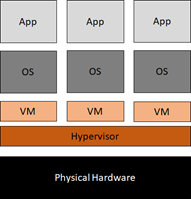 App App App
OS OS OS
VM VM VM
Hypervisor
Physical Hardware